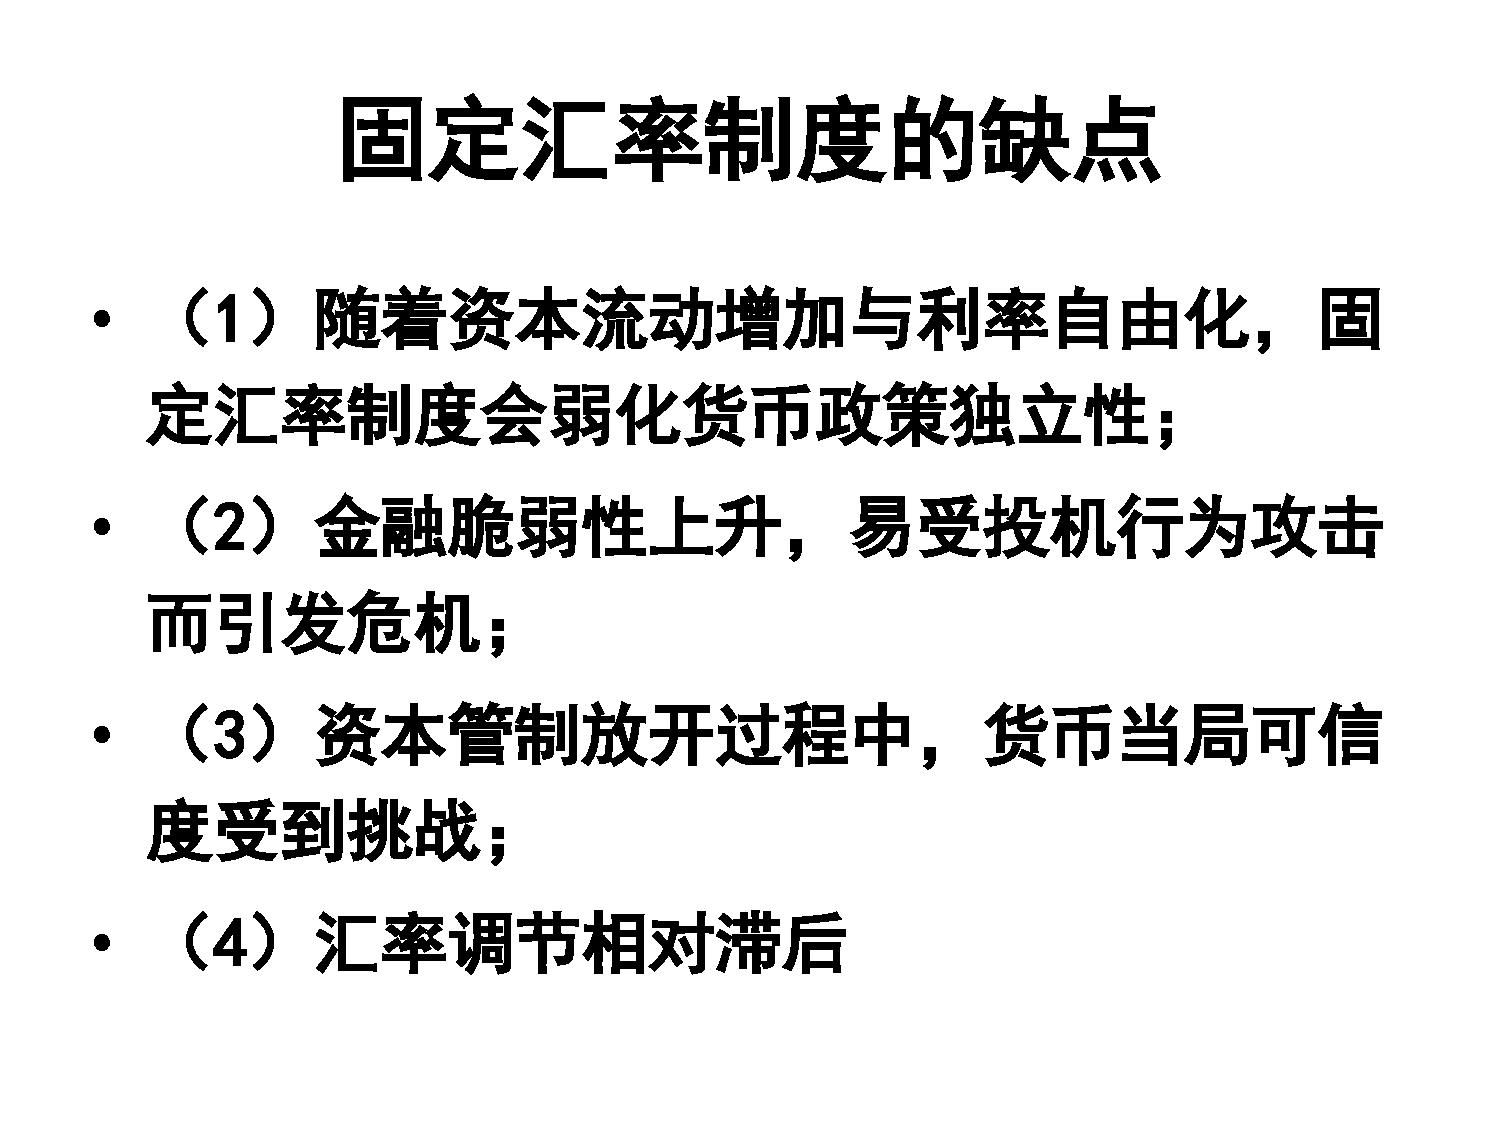 固定汇率制度的缺点
• （1）随着资本流动增加与利率自由化，固
定汇率制度会弱化货币政策独立性；
• （2）金融脆弱性上升，易受投机行为攻击
而引发危机；
• （3）资本管制放开过程中，货币当局可信
度受到挑战；
• （4）汇率调节相对滞后